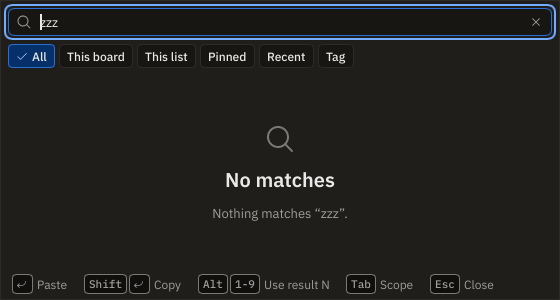 zzz
All This board This list Pinned Recent Tag
No matches
Nothing matches “zzz”.
Paste Shift Copy Alt 1-9 Use result N Tab Scope Esc Close